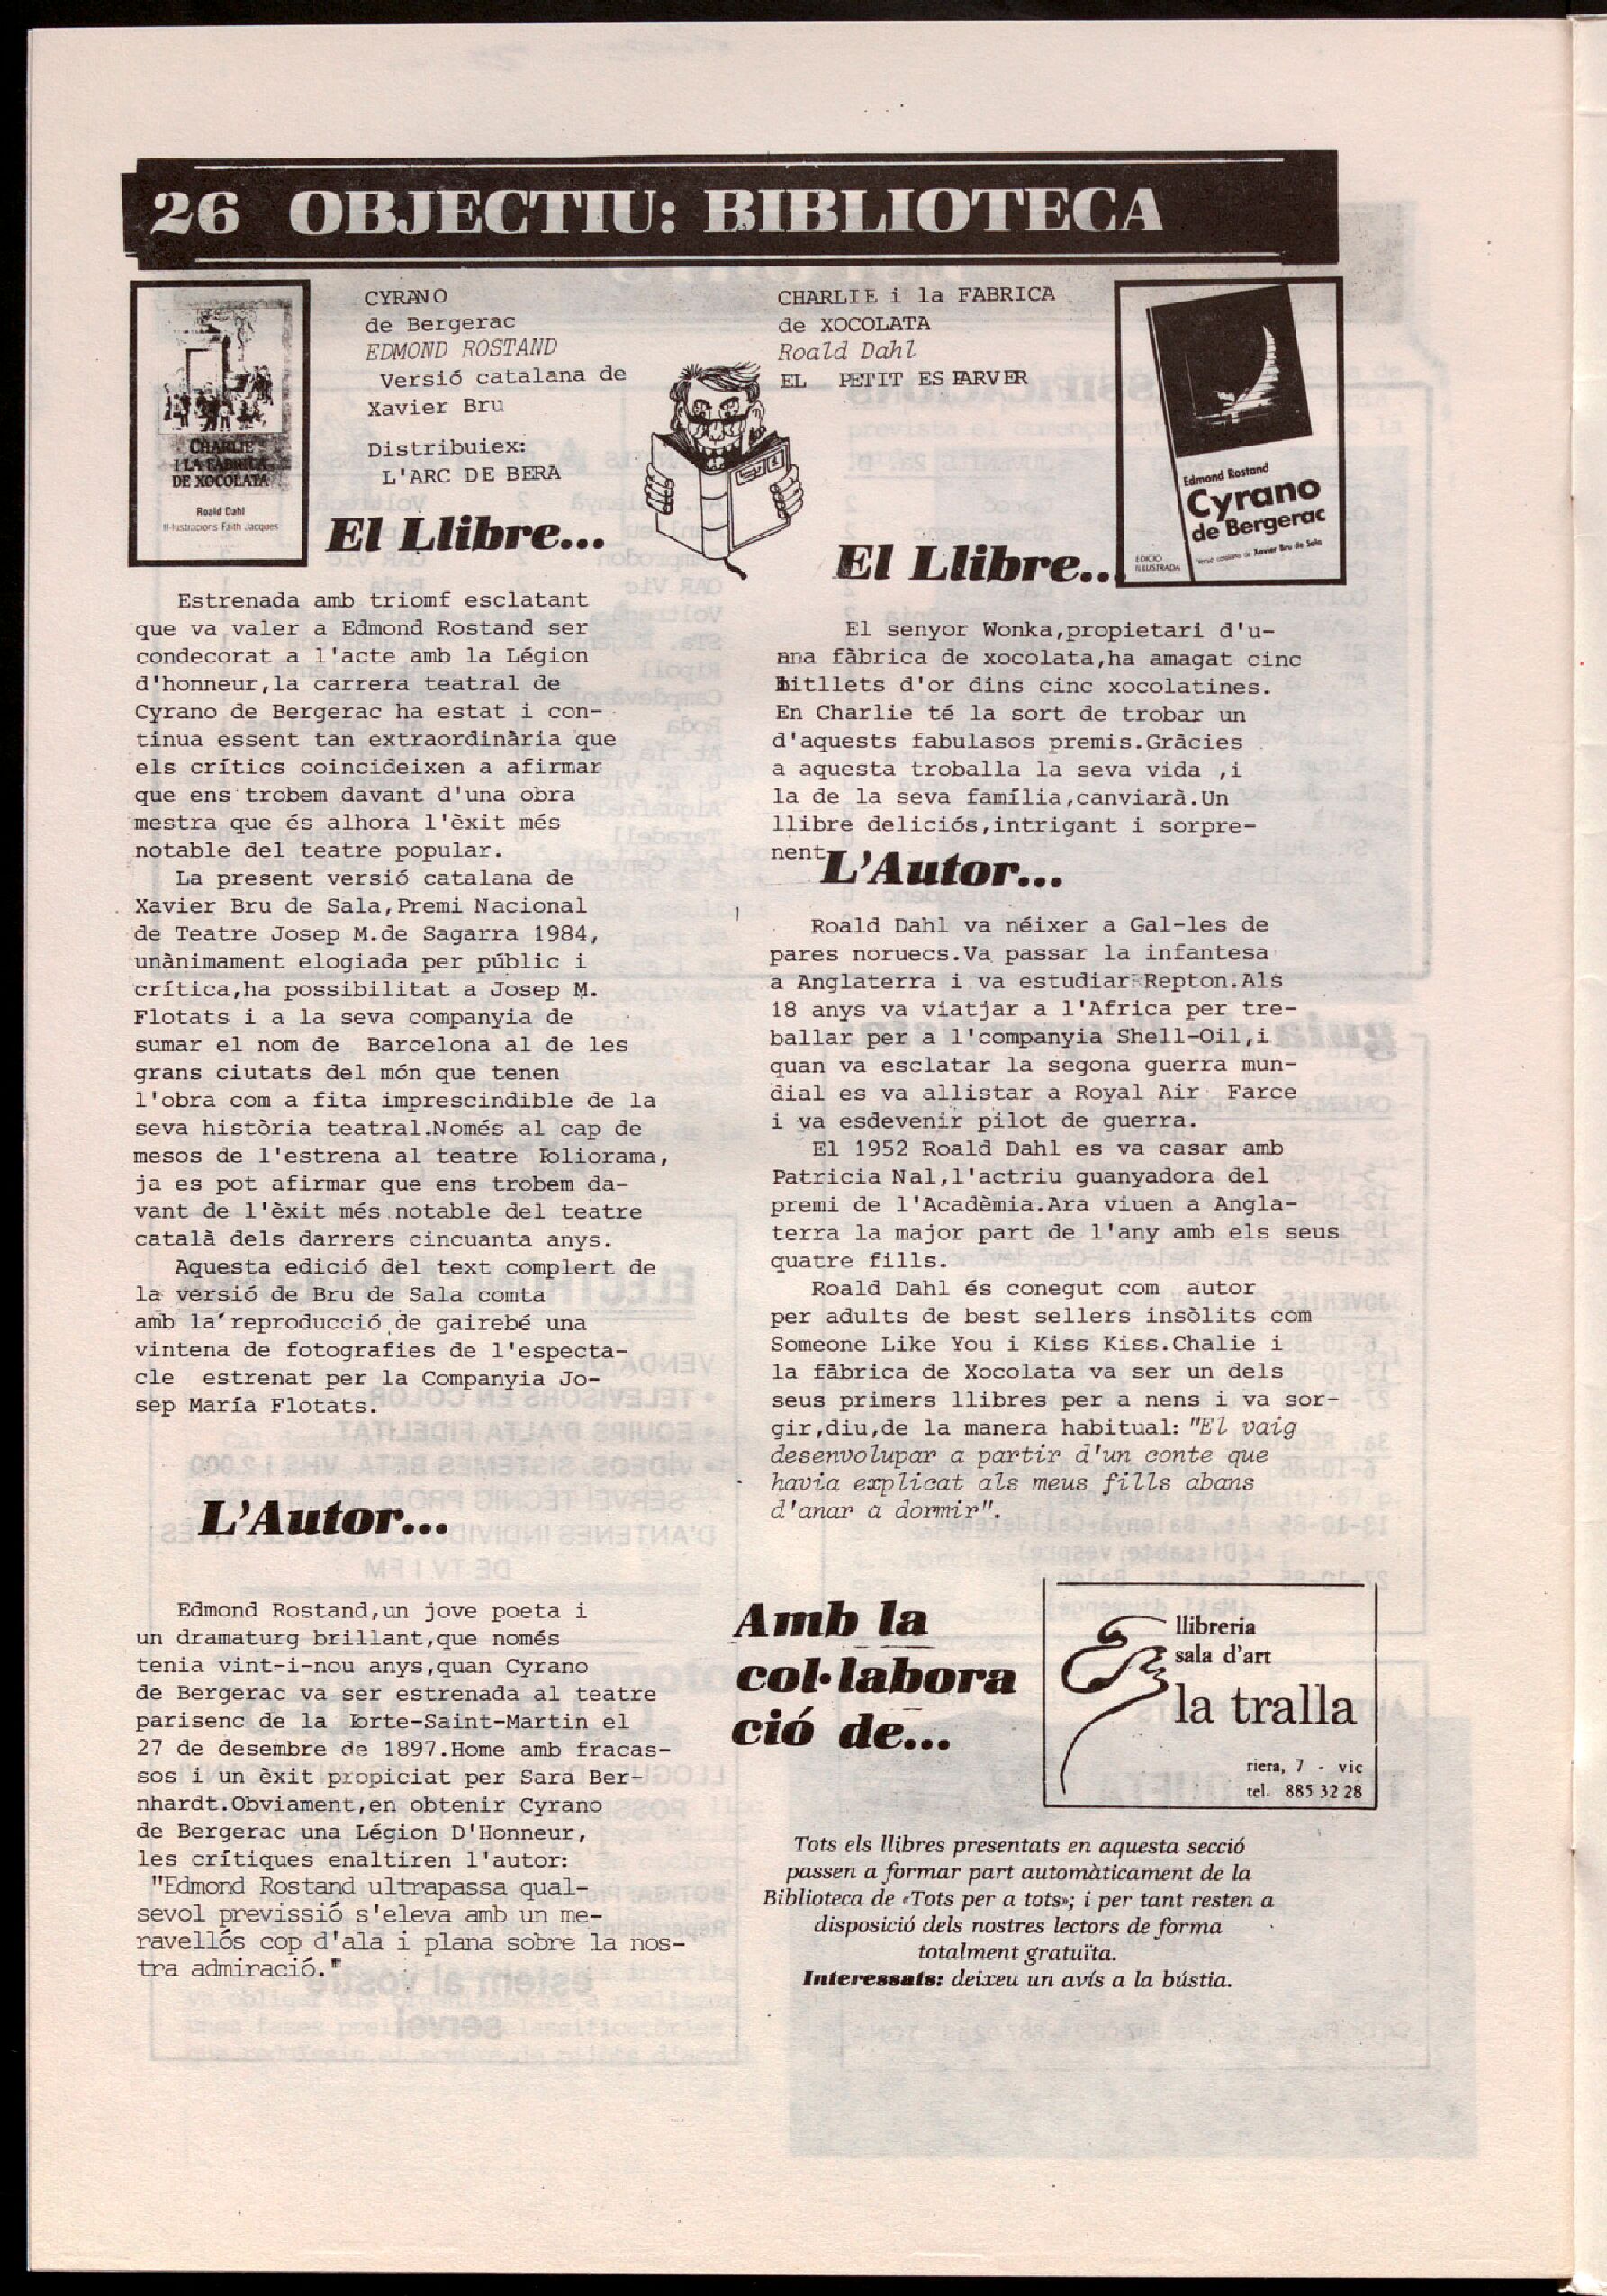 26 OBJECTIU: BIBLIOTECA
CHARLIE
I LA FABRICA
DE XOCOLATA
Roald Dahl
Il·lustracions Faith Jacques
CYRANO
de Bergerac
EDMOND ROSTAND
Versió catalana de
Xavier Bru
Distribuiex:
L'ARC DE BERA
El Llibre...
Estrenada amb triomf esclatant
que va valer a Edmond Rostand ser
condecorat a l'acte amb la Légion
d'honneur,la carrera teatral de
Cyrano de Bergerac ha estat i con-
tinua essent tan extraordinària que
els crítics coincideixen a afirmar
que ens trobem davant d'una obra
mestra que és alhora l'èxit més
notable del teatre popular.
La present versió catalana de
Xavier Bru de Sala,Premi Nacional
de Teatre Josep M.de Sagarra 1984,
unànimament elogiada per públic i
crítica,ha possibilitat a Josep M.
Flotats i a la seva companyia de
sumar el nom de Barcelona al de les
grans ciutats del món que tenen
l'obra com a fita imprescindible de la
seva història teatral.Només al cap de
mesos de l'estrena al teatre Poliorama,
ja es pot afirmar que ens trobem da-
vant de l'èxit més notable del teatre
català dels darrers cincuanta anys.
Aquesta edició del text complert de
la versió de Bru de Sala comta
amb la reproducció de gairebé una
vintena de fotografies de l'especta-
cle estrenat per la Companyia Jo-
sep María Flotats.
L'Autor...
Edmond Rostand,un jove poeta i
un dramaturg brillant,que només
tenia vint-i-nou anys,quan Cyrano
de Bergerac va ser estrenada al teatre
parisenc de la Porte-Saint-Martin el
27 de desembre de 1897.Home amb fracas-
sos i un èxit propiciat per Sara Ber-
nhardt.Obviament,en obtenir Cyrano
de Bergerac una Légion D'Honneur,
les crítiques enaltiren l'autor:
"Edmond Rostand ultrapassa qual-
sevol previssió s'eleva amb un me-
ravellós cop d'ala i plana sobre la nos-
tra admiració."
CHARLIE i la FABRICA
de XOCOLATA
Roald Dahl
EL PETIT ESPARVER
Edmond Rostand
Cyrano
de Bergerac
Versió catalana de Xavier Bru de Sala
EDICIO
IL·LUSTRADA
El Llibre...
El senyor Wonka,propietari d'u-
na fàbrica de xocolata,ha amagat cinc
bitllets d'or dins cinc xocolatines.
En Charlie té la sort de trobar un
d'aquests fabulasos premis.Gràcies
a aquesta troballa la seva vida ,i
la de la seva família,canviarà.Un
llibre deliciós,intrigant i sorpre-
nent
L'Autor...
Roald Dahl va néixer a Gal-les de
pares noruecs.Va passar la infantesa
a Anglaterra i va estudiar Repton.Als
18 anys va viatjar a l'Africa per tre-
ballar per a l'companyia Shell-Oil,i
quan va esclatar la segona guerra mun-
dial es va allistar a Royal Air Farce
i va esdevenir pilot de guerra.
El 1952 Roald Dahl es va casar amb
Patricia Nal,l'actriu guanyadora del
premi de l'Acadèmia.Ara viuen a Angla-
terra la major part de l'any amb els seus
quatre fills.
Roald Dahl és conegut com autor
per adults de best sellers insòlits com
Someone Like You i Kiss Kiss.Chalie i
la fàbrica de Xocolata va ser un dels
seus primers llibres per a nens i va sor-
gir,diu,de la manera habitual: "El vaig
desenvolupar a partir d'un conte que
havia explicat als meus fills abans
d'anar a dormir".
Amb la
col·labora
ció de...
llibreria
sala d'art
la tralla
riera, 7 - vic
tel. 885 32 28
Tots els llibres presentats en aquesta secció
passen a formar part automàticament de la
Biblioteca de «Tots per a tots»; i per tant resten a
disposició dels nostres lectors de forma
totalment gratuïta.
Interessats: deixeu un avís a la bústia.